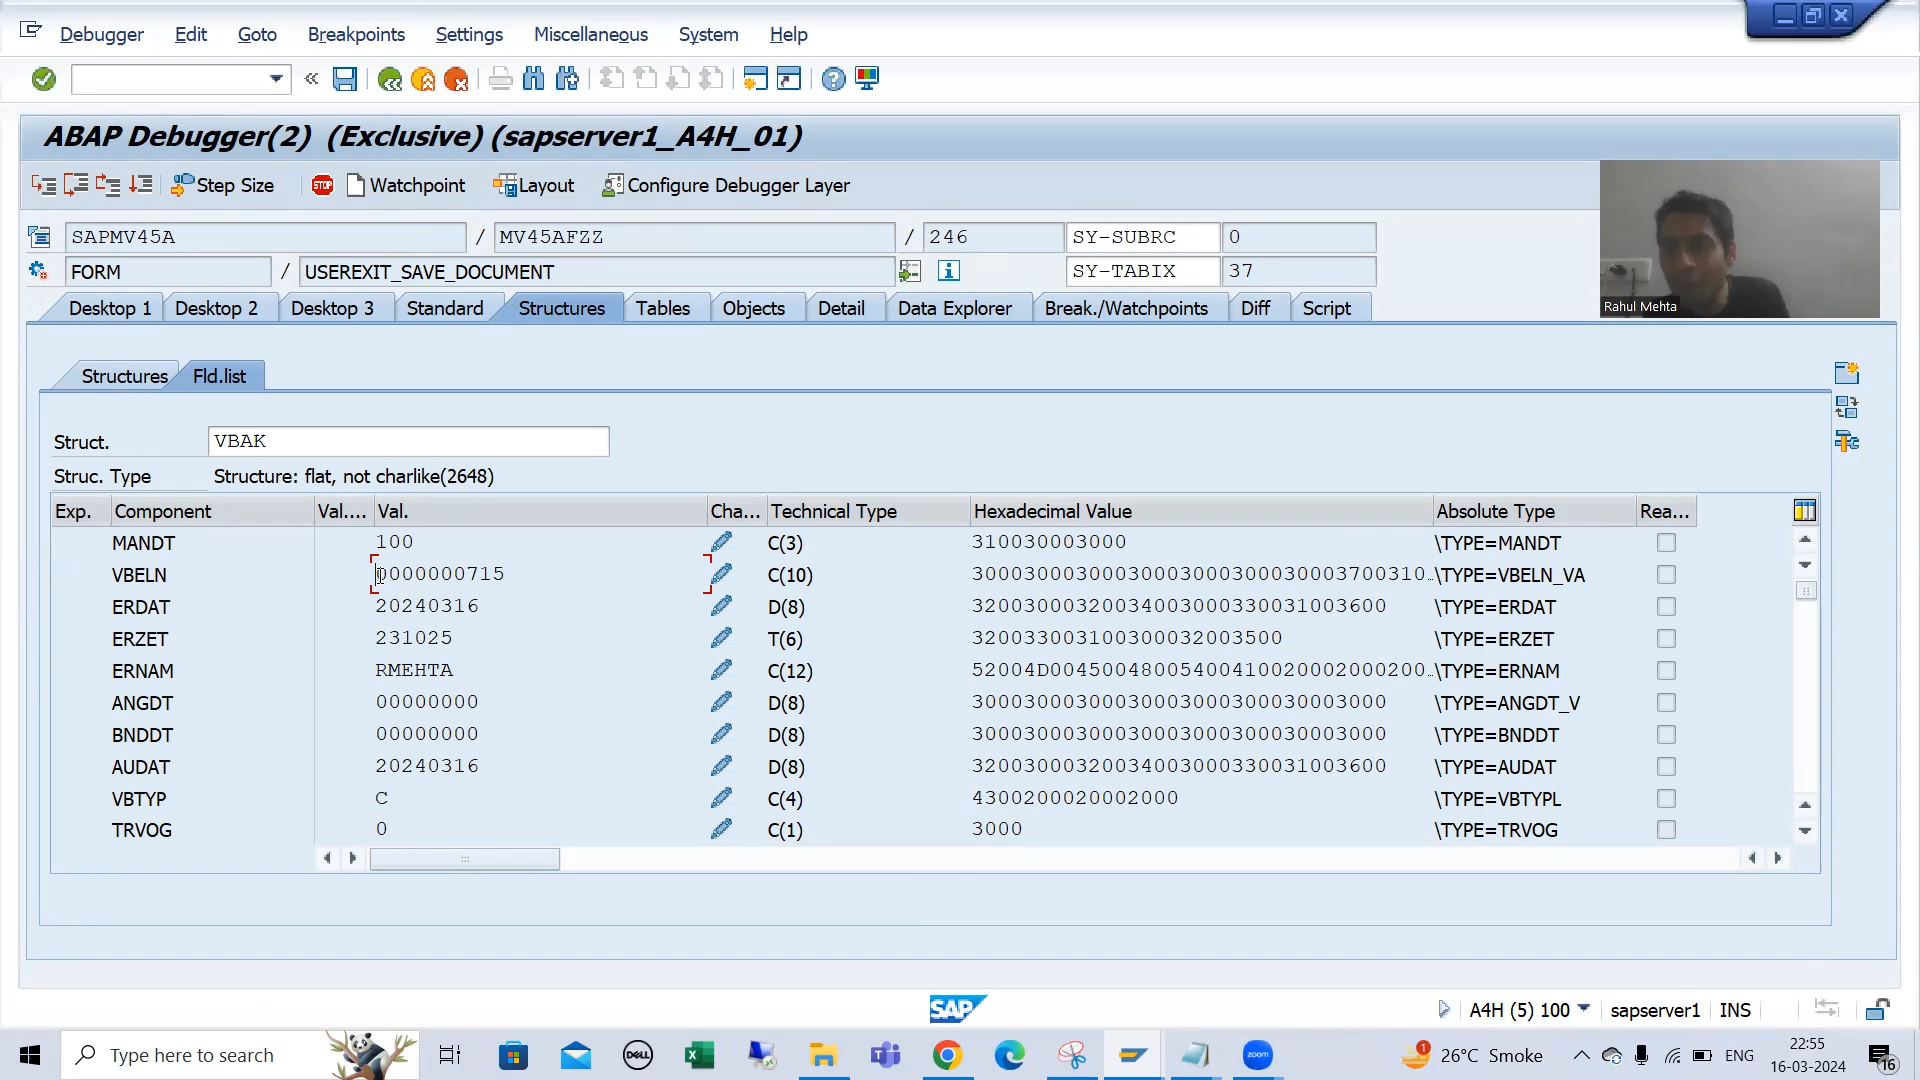 Debugger Edit Goto Breakpoints Settings Miscellaneous System Help
ABAP Debugger(2) (Exclusive) (sapserver1_A4H_01)
Step Size STOP Watchpoint Layout Configure Debugger Layer
SAPMV45A / MV45AFZZ / 246 SY-SUBRC 0
FORM / USEREXIT_SAVE_DOCUMENT SY-TABIX 37
Rahul Mehta
Desktop 1 Desktop 2 Desktop 3 Standard Structures Tables Objects Detail Data Explorer Break./Watchpoints Diff Script
Structures Fld.list
Struct. VBAK
Struc. Type Structure: flat, not charlike(2648)
Exp. Component Val.... Val. Cha... Technical Type Hexadecimal Value Absolute Type Rea...
MANDT 100 C(3) 310030003000 \TYPE=MANDT
VBELN 0000000715 C(10) 30003000300030003000300030003700310... \TYPE=VBELN_VA
ERDAT 20240316 D(8) 32003000320034003000330031003600 \TYPE=ERDAT
ERZET 231025 T(6) 320033003100300032003500 \TYPE=ERZET
ERNAM RMEHTA C(12) 52004D004500480054004100200020002000... \TYPE=ERNAM
ANGDT 00000000 D(8) 30003000300030003000300030003000 \TYPE=ANGDT_V
BNDDT 00000000 D(8) 30003000300030003000300030003000 \TYPE=BNDDT
AUDAT 20240316 D(8) 32003000320034003000330031003600 \TYPE=AUDAT
VBTYP C C(4) 4300200020002000 \TYPE=VBTYPL
TRVOG 0 C(1) 3000 \TYPE=TRVOG
SAP A4H (5) 100 sapserver1 INS
Type here to search DELL zoom 1 26°C Smoke ENG 22:55 16
16-03-2024